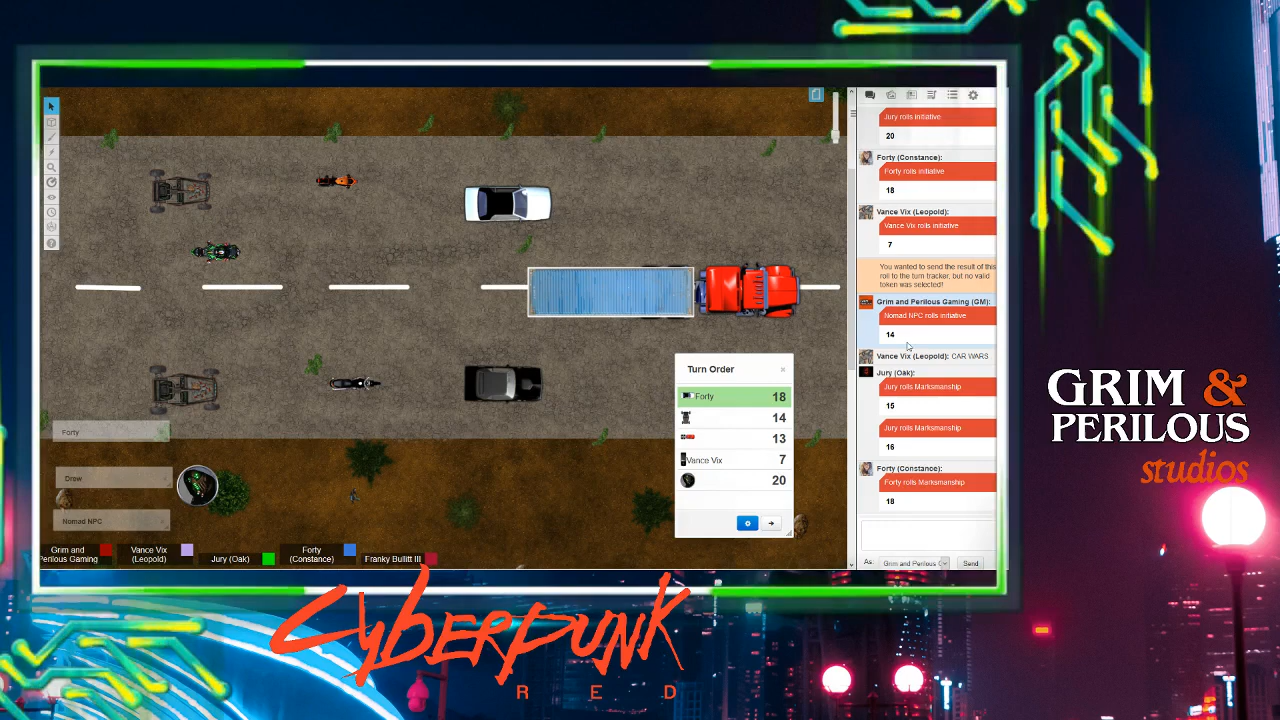 Jury rolls initiative
20
Forty (Constance):
Forty rolls initiative
18
Vance Vix (Leopold):
Vance Vix rolls initiative
7
You wanted to send the result of this
roll to the turn tracker, but no valid
token was selected!
Grim and Perilous Gaming (GM):
Nomad NPC rolls initiative
14
Vance Vix (Leopold): CAR WARS
Jury (Oak):
Jury rolls Marksmanship
15
Jury rolls Marksmanship
16
Forty (Constance):
Forty rolls Marksmanship
18
As: Grim and Perilous
Send
Turn Order
Forty 18
14
13
Vance Vix 7
20
Forty
Drew
Nomad NPC
Grim and
Perilous Gaming
Vance Vix
(Leopold)
Jury (Oak)
Forty
(Constance)
Franky Bullitt III
GRIM &
PERILOUS
studios
Cyberpunk
RED